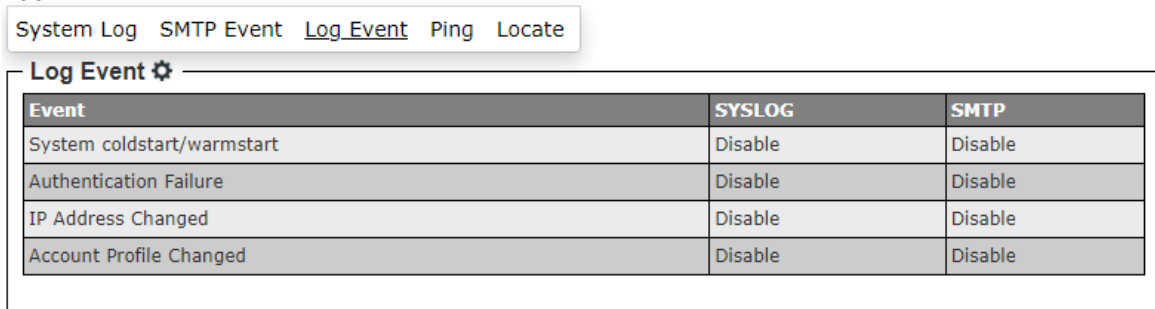 System Log SMTP Event Log Event Ping Locate
Log Event
Event SYSLOG SMTP
System coldstart/warmstart Disable Disable
Authentication Failure Disable Disable
IP Address Changed Disable Disable
Account Profile Changed Disable Disable